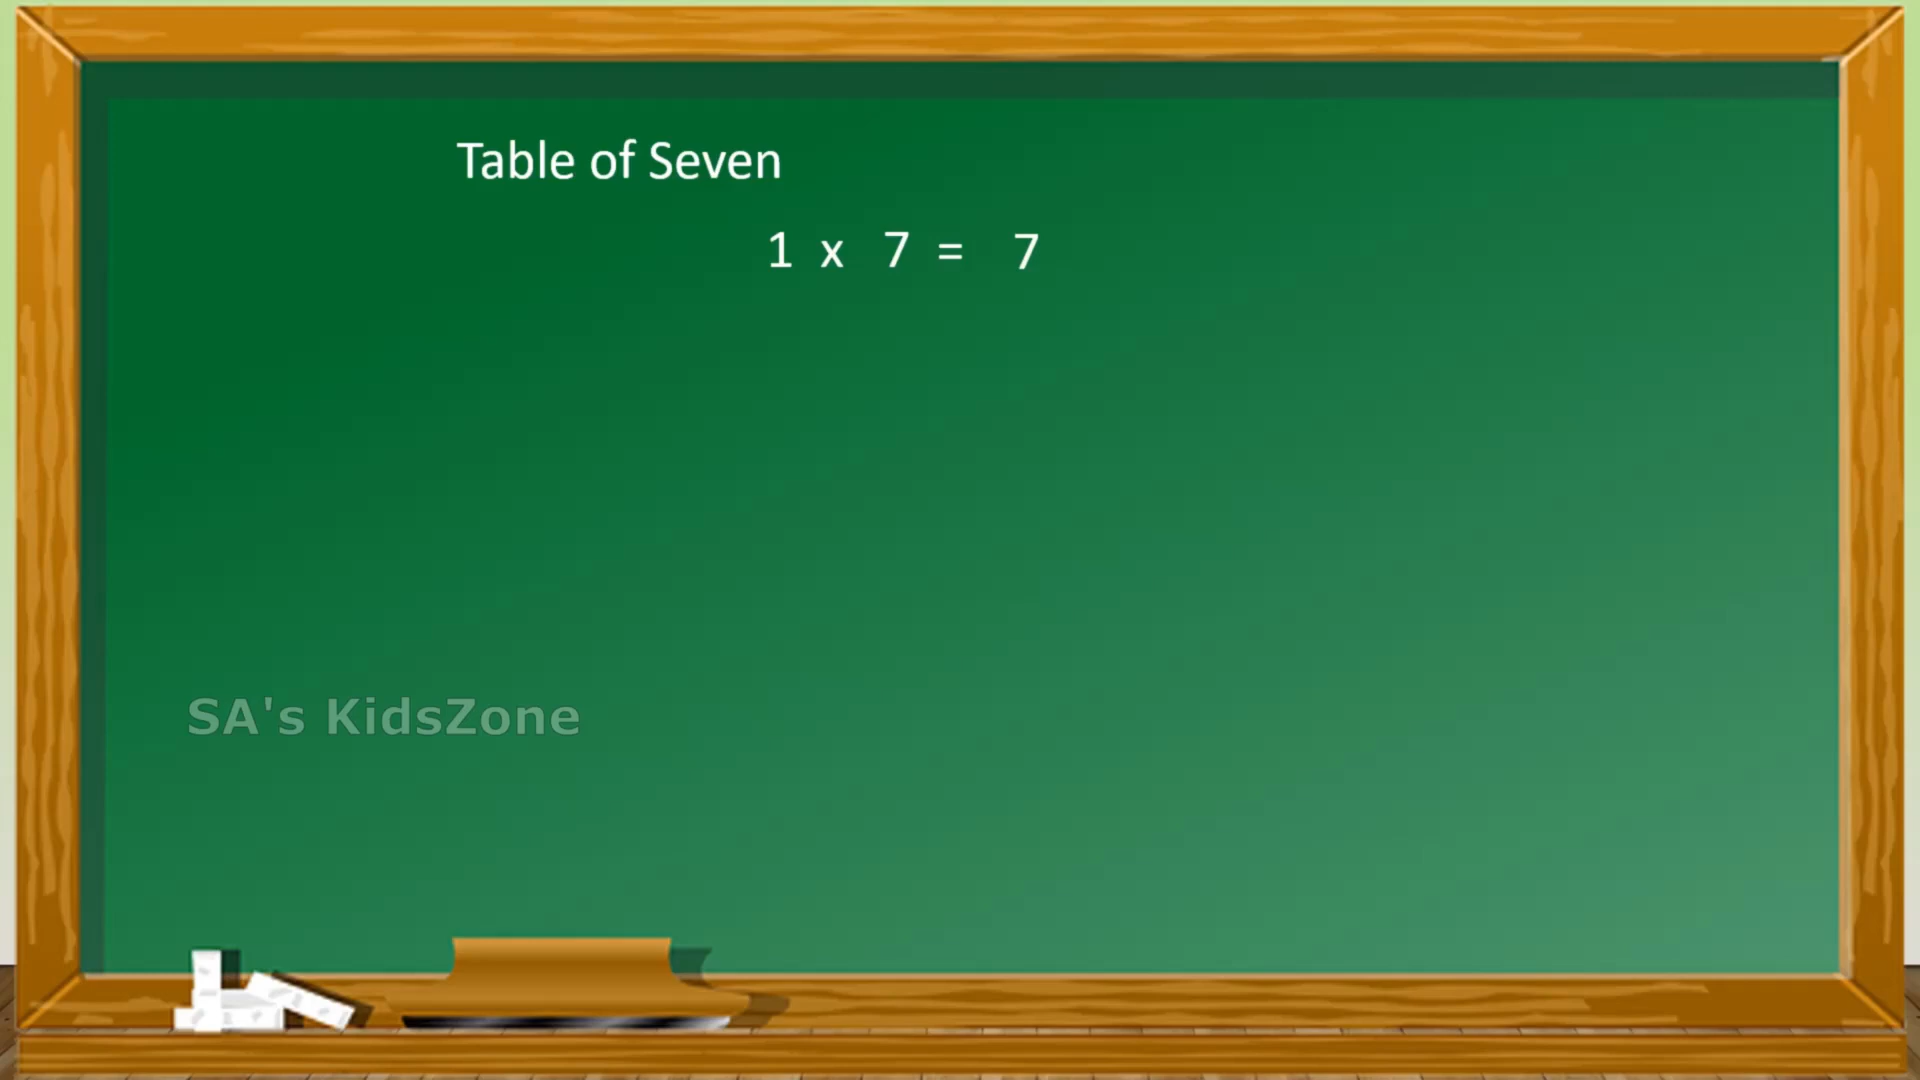 Table of Seven
1 x 7 = 7
SA's KidsZone